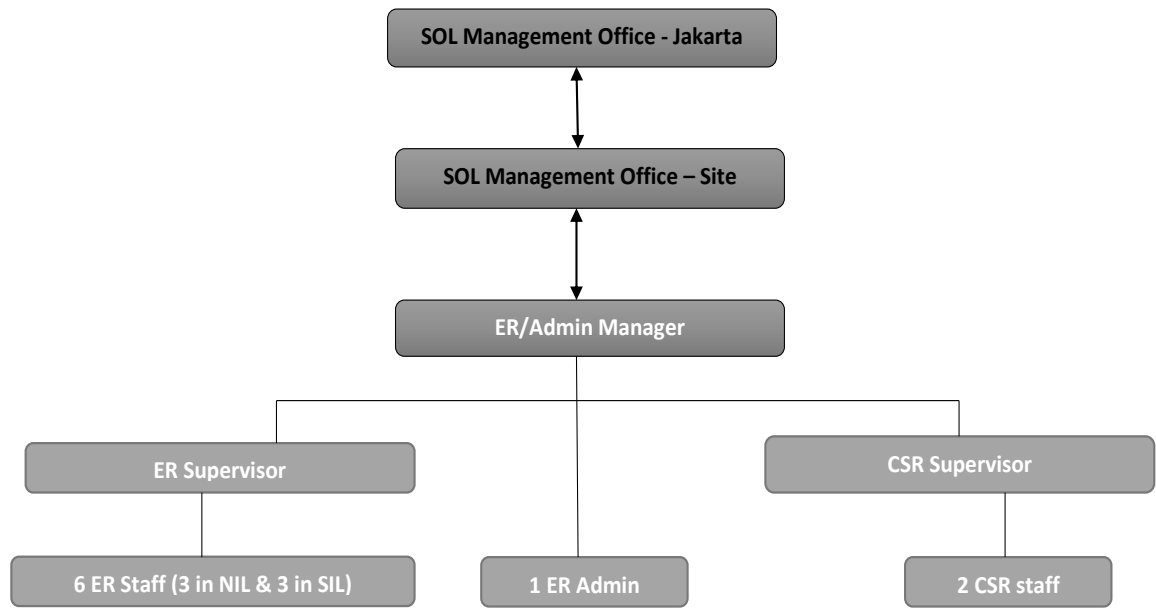 SOL Management Office - Jakarta
SOL Management Office – Site
ER/Admin Manager
ER Supervisor
CSR Supervisor
6 ER Staff (3 in NIL & 3 in SIL)
1 ER Admin
2 CSR staff